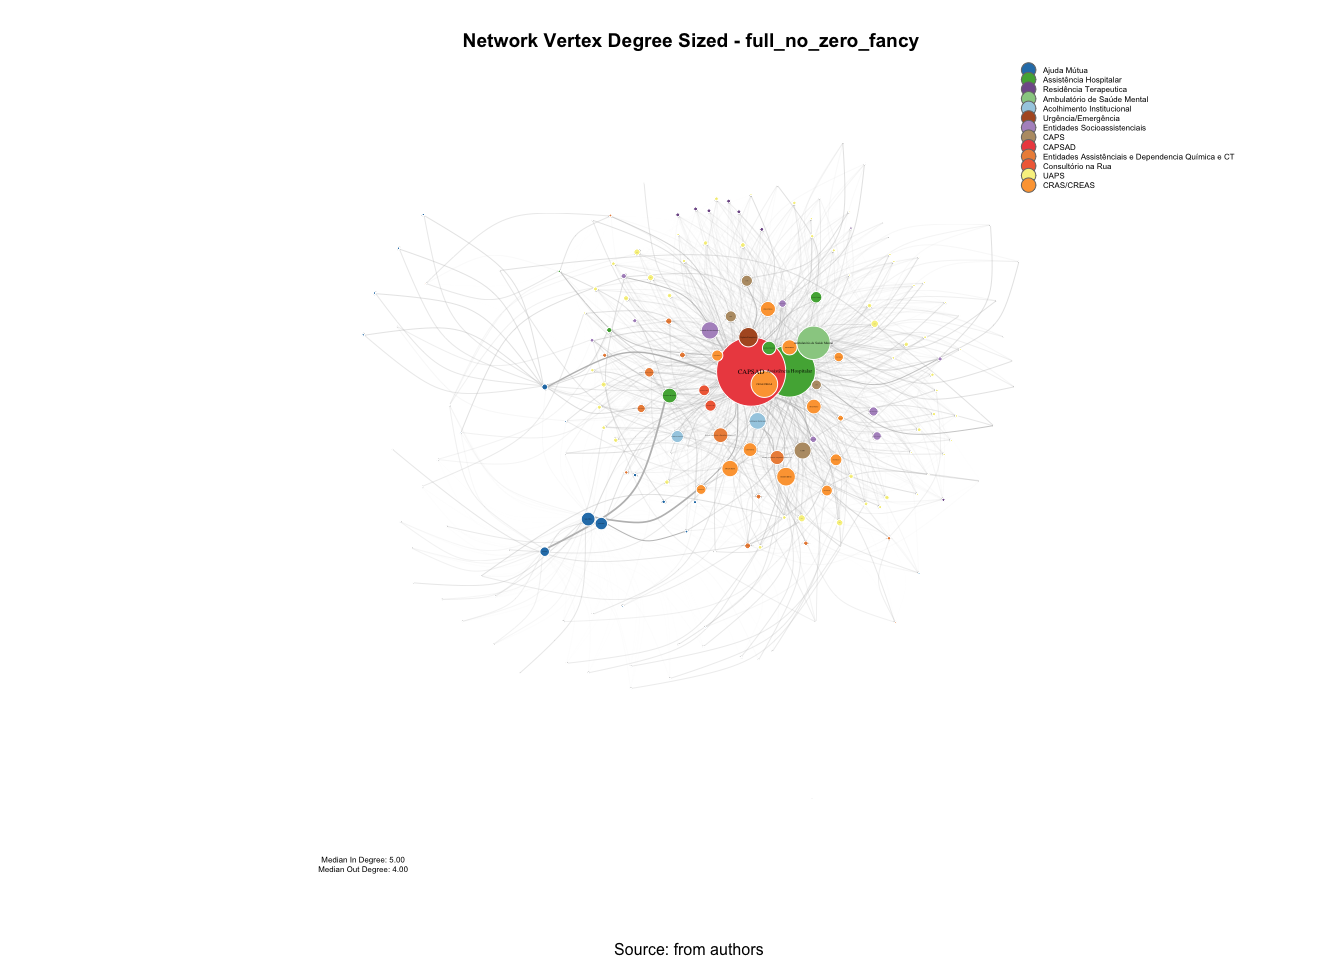 Network Vertex Degree Sized - full_no_zero_fancy
Ajuda Mútua
Assistência Hospitalar
Residência Terapeutica
Ambulatório de Saúde Mental
Acolhimento Institucional
Urgência/Emergência
Entidades Socioassistenciais
CAPS
CAPSAD
Entidades Assistênciais e Dependencia Química e CT
Consultório na Rua
UAPS
CRAS/CREAS
CAPSAD
Hospitalar
Median In Degree: 5.00
Median Out Degree: 4.00
Source: from authors